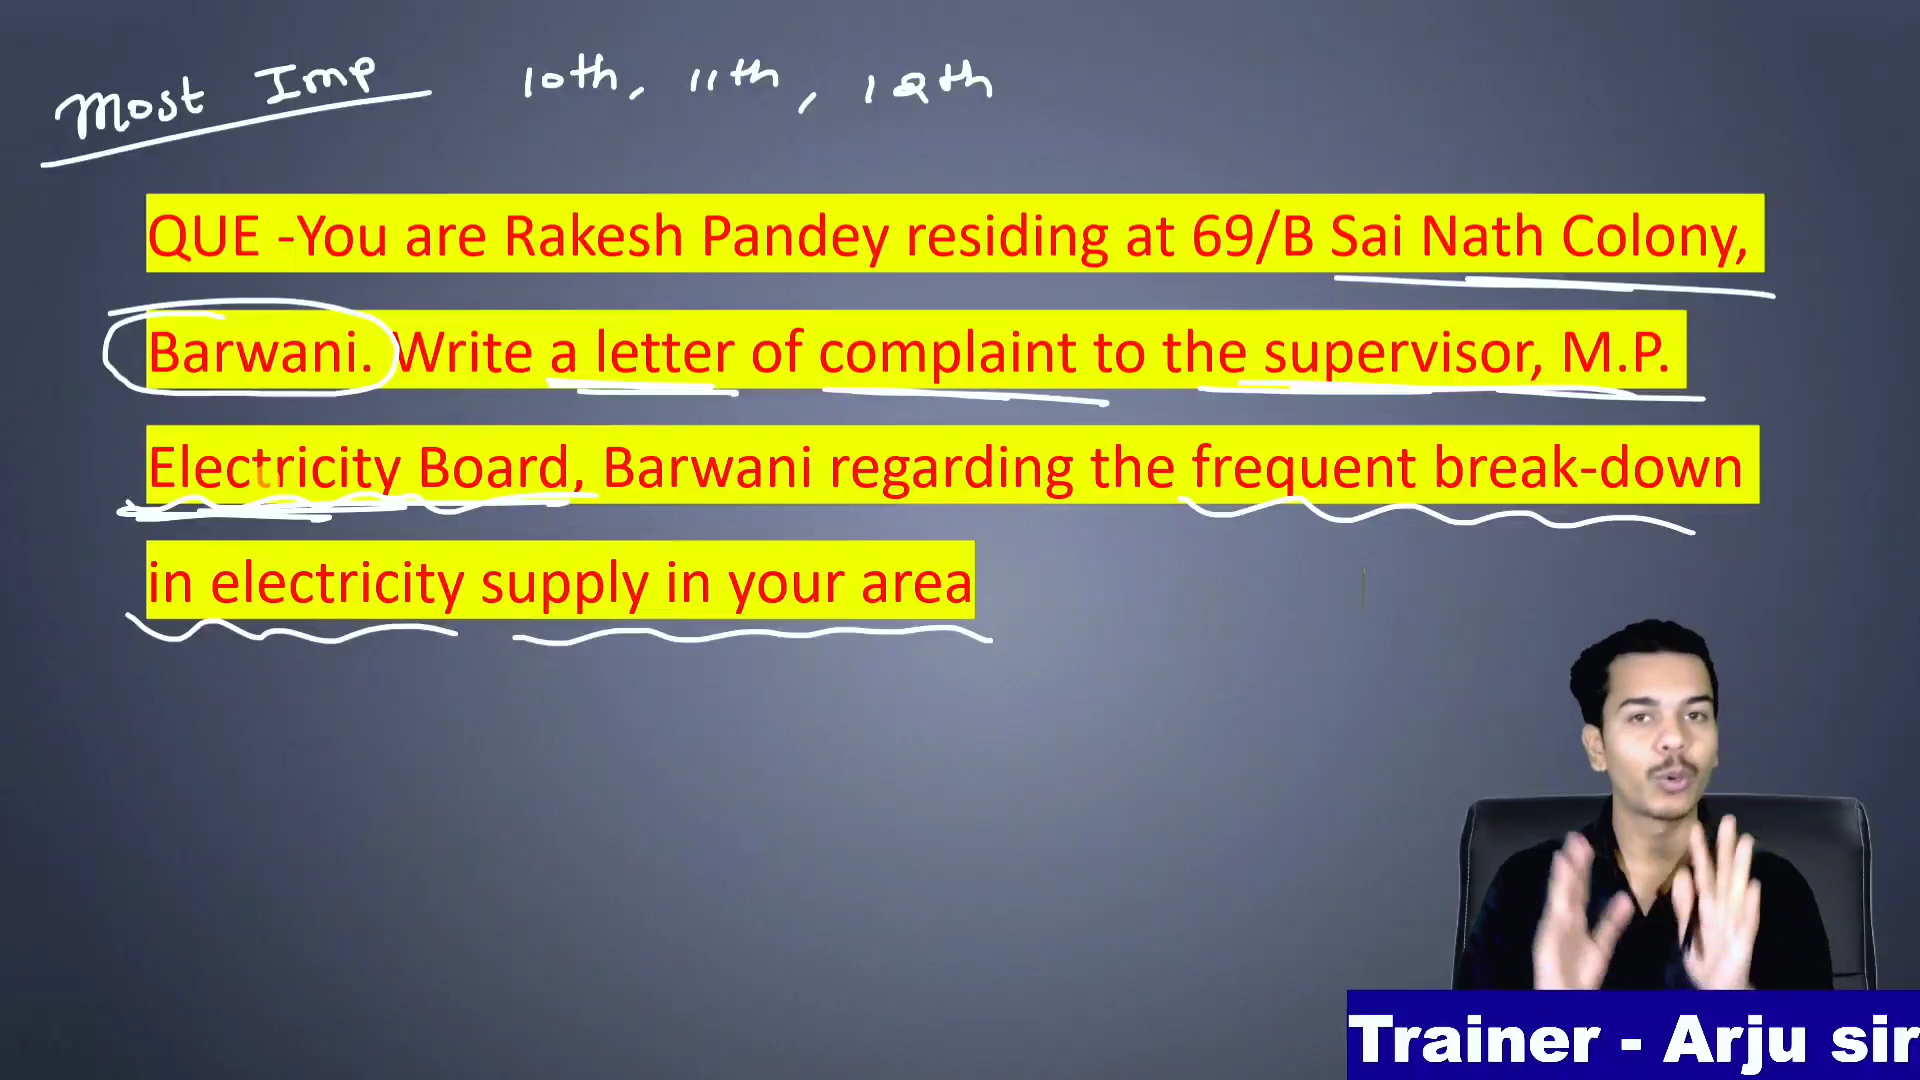 Most Imp 10th, 11th, 12th
QUE -You are Rakesh Pandey residing at 69/B Sai Nath Colony,
Barwani. Write a letter of complaint to the supervisor, M.P.
Electricity Board, Barwani regarding the frequent break-down
in electricity supply in your area
Trainer - Arju sir